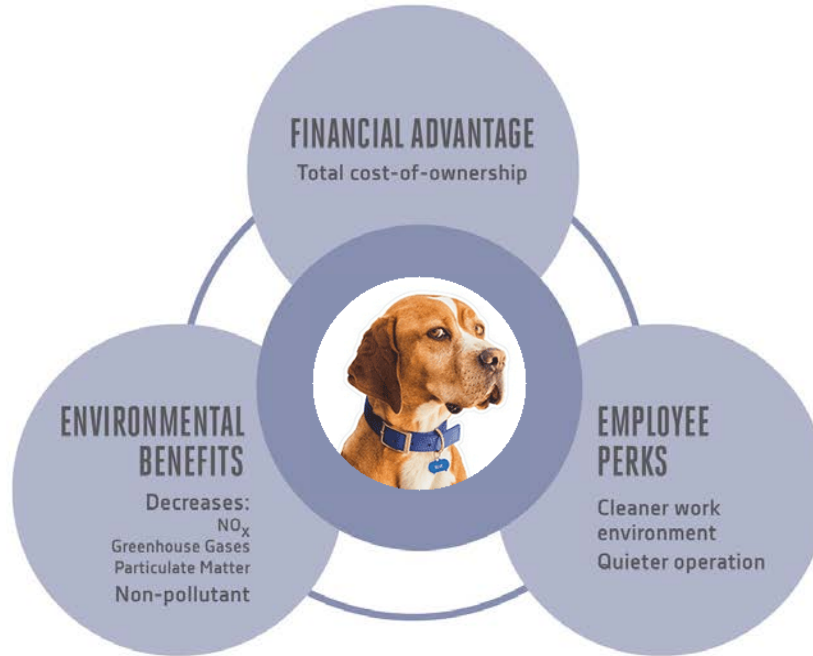 FINANCIAL ADVANTAGE
Total cost-of-ownership
ENVIRONMENTAL
BENEFITS
Decreases:
NOx
Greenhouse Gases
Particulate Matter
Non-pollutant
EMPLOYEE
PERKS
Cleaner work
environment
Quieter operation